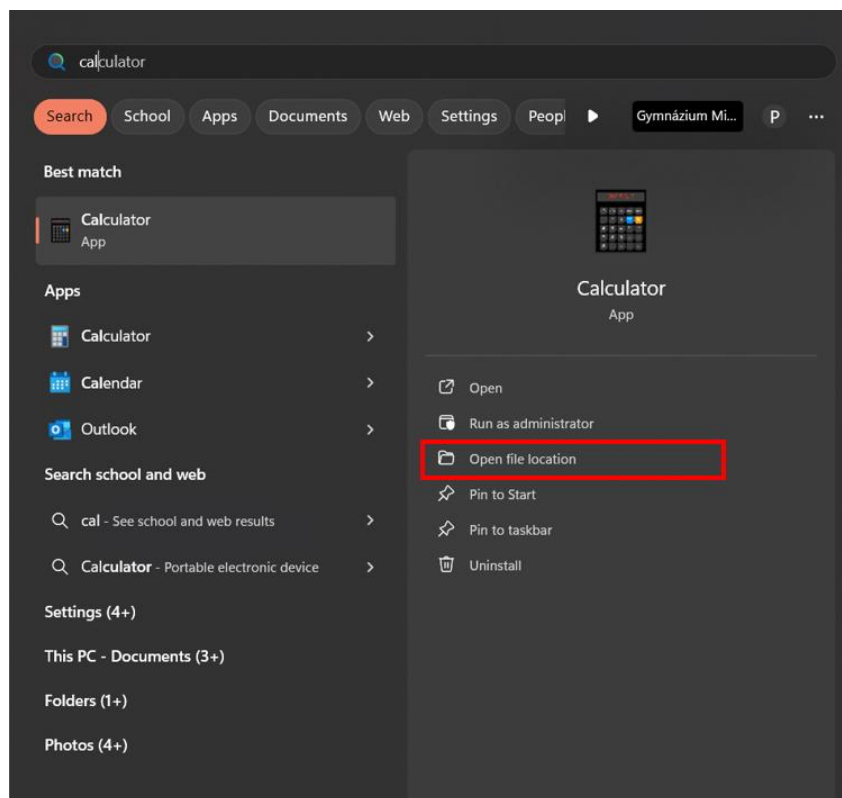 calculator
Search School Apps Documents Web Settings Peopl Gymnázium Mi... P ...
Best match
Calculator
App
Apps
Calculator
Calendar
Outlook
Search school and web
cal - See school and web results
Calculator - Portable electronic device
Settings (4+)
This PC - Documents (3+)
Folders (1+)
Photos (4+)
Calculator
App
Open
Run as administrator
Open file location
Pin to Start
Pin to taskbar
Uninstall